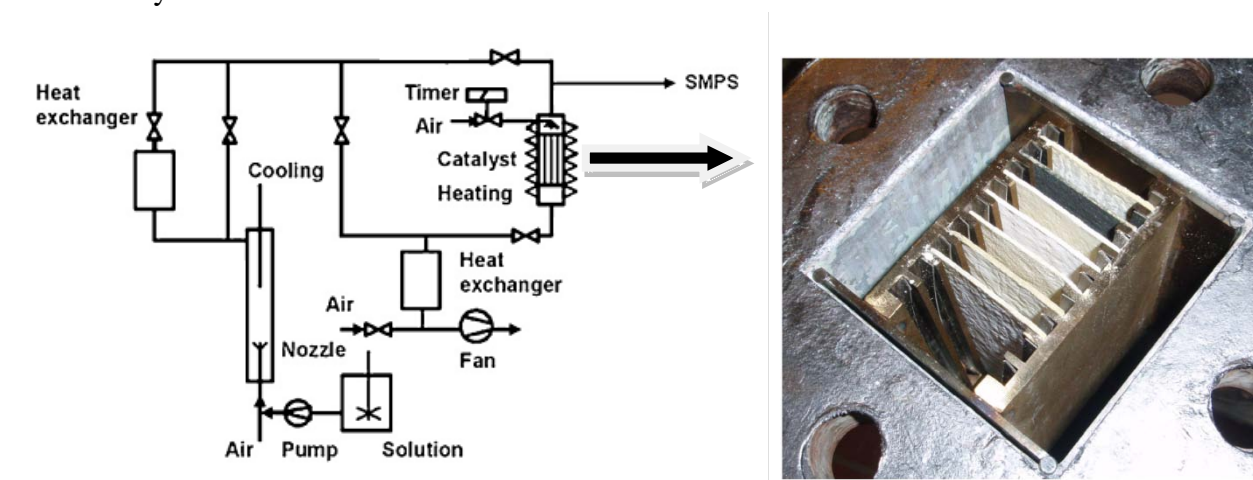 Heat
exchanger
Timer
SMPS
Air
Catalyst
Heating
Cooling
Heat
exchanger
Air
Nozzle
Fan
Air
Pump
Solution